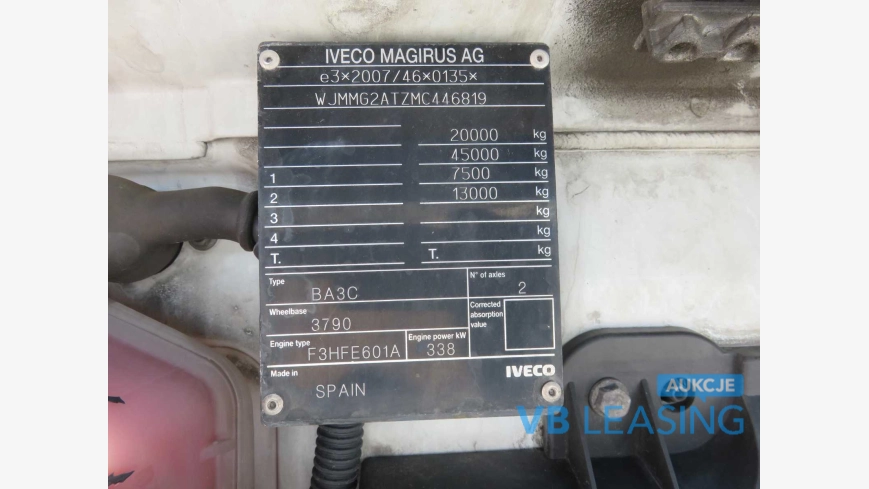 IVECO MAGIRUS AG
e3×2007/46×0135×
WJMMG2ATZMC446819
20000 kg
45000 kg
1 7500 kg
2 13000 kg
3 kg
4 kg
T. T. kg
Type N° of axles
BA3C 2
Wheelbase Corrected absorption value
3790
Engine type Engine power kW
F3HFE601A 338
Made in IVECO
SPAIN
AUKCJE
VB LEASING